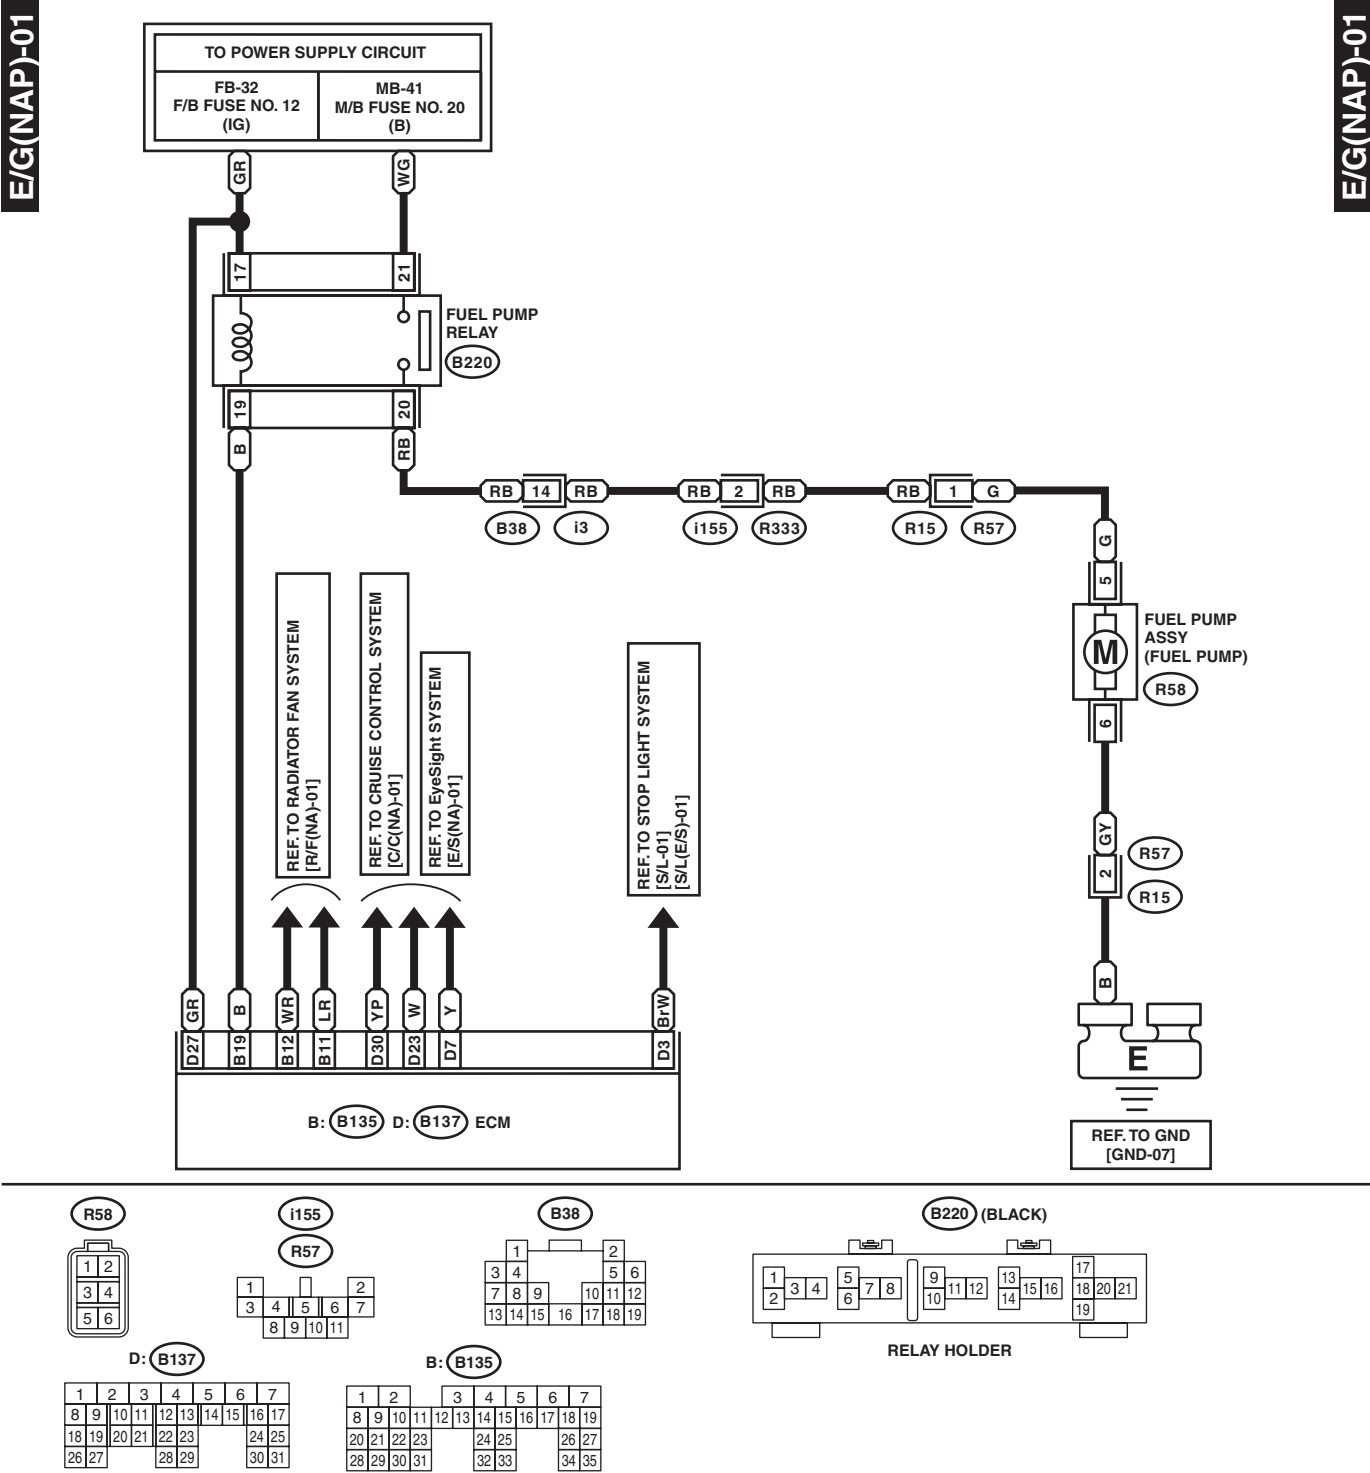 E/G(NAP)-01
E/G(NAP)-01
TO POWER SUPPLY CIRCUIT
FB-32
F/B FUSE NO. 12
(IG)
MB-41
M/B FUSE NO. 20
(B)
GR
WG
17
21
FUEL PUMP
RELAY
B220
19
20
B
RB
RB 14 RB
B38 i3
RB 2 RB
i155 R333
RB 1 G
R15 R57
G
5
M
FUEL PUMP
ASSY
(FUEL PUMP)
R58
6
GY
R57
2
R15
B
E
REF. TO GND
[GND-07]
REF. TO RADIATOR FAN SYSTEM
[R/F(NA)-01]
REF. TO CRUISE CONTROL SYSTEM
[C/C(NA)-01]
REF. TO EyeSight SYSTEM
[E/S(NA)-01]
REF. TO STOP LIGHT SYSTEM
[S/L-01]
[S/L(E/S)-01]
GR B WR LR YP W Y BrW
D27 B19 B12 B11 D30 D23 D7 D3
B: B135 D: B137 ECM
R58
1 2
3 4
5 6
i155
R57
1 2
3 4 5 6 7
8 9 10 11
B38
1 2
3 4 5 6
7 8 9 10 11 12
13 14 15 16 17 18 19
B220 (BLACK)
1 2 3 4 5 6 7 8 9 10 11 12 13 14 15 16 17 18 19 20 21
RELAY HOLDER
D: B137
1 2 3 4 5 6 7
8 9 10 11 12 13 14 15 16 17
18 19 20 21 22 23 24 25
26 27 28 29 30 31
B: B135
1 2 3 4 5 6 7
8 9 10 11 12 13 14 15 16 17 18 19
20 21 22 23 24 25 26 27
28 29 30 31 32 33 34 35